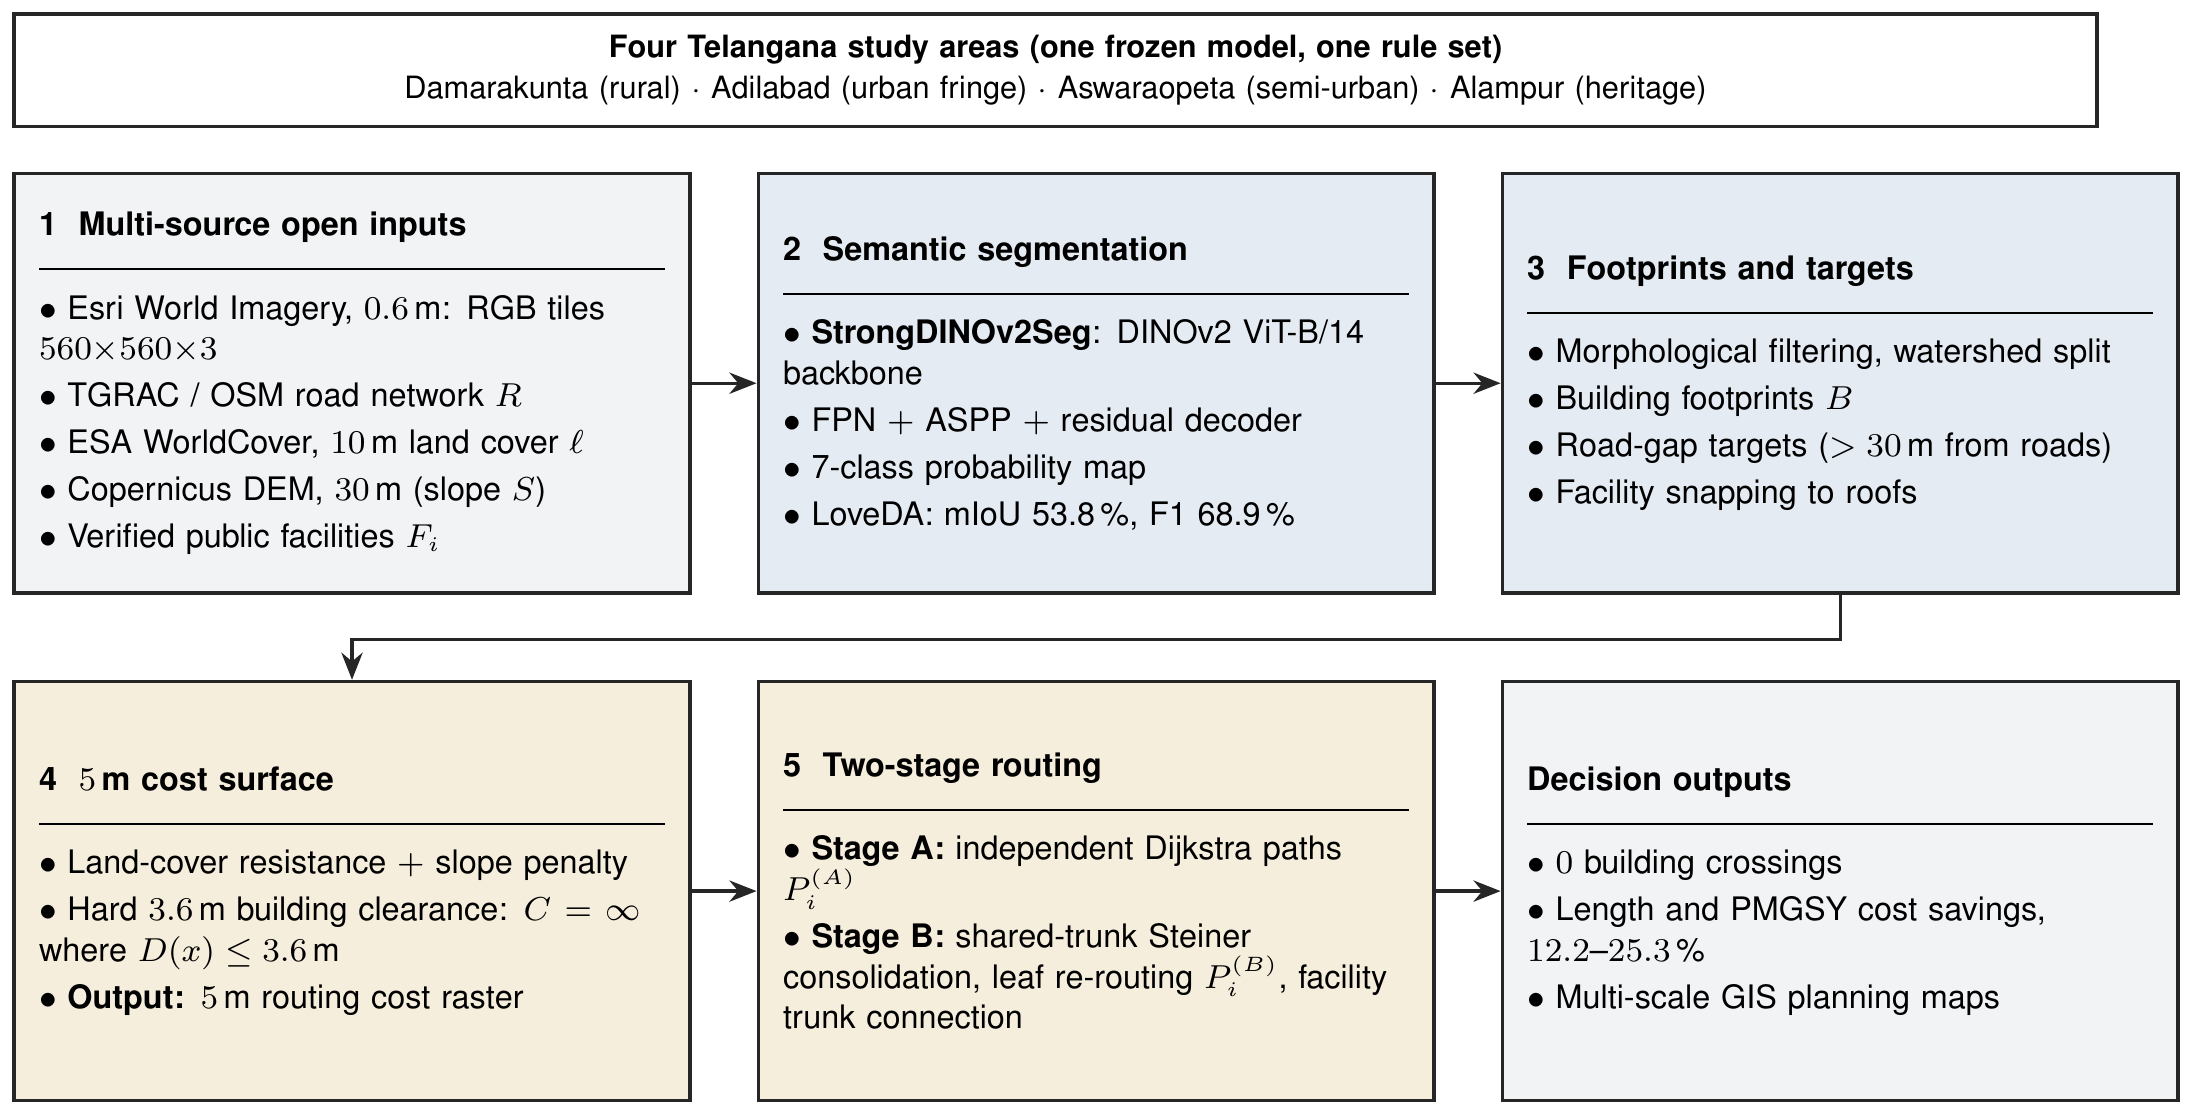 Four Telangana study areas (one frozen model, one rule set)
Damarakunta (rural) · Adilabad (urban fringe) · Aswaraopeta (semi-urban) · Alampur (heritage)
1 Multi-source open inputs
• Esri World Imagery, 0.6 m: RGB tiles
560×560×3
• TGRAC / OSM road network R
• ESA WorldCover, 10 m land cover ℓ
• Copernicus DEM, 30 m (slope S)
• Verified public facilities F_i
2 Semantic segmentation
• StrongDINOv2Seg: DINOv2 ViT-B/14
backbone
• FPN + ASPP + residual decoder
• 7-class probability map
• LoveDA: mIoU 53.8 %, F1 68.9 %
3 Footprints and targets
• Morphological filtering, watershed split
• Building footprints B
• Road-gap targets (> 30 m from roads)
• Facility snapping to roofs
4 5 m cost surface
• Land-cover resistance + slope penalty
• Hard 3.6 m building clearance: C = ∞
where D(x) ≤ 3.6 m
• Output: 5 m routing cost raster
5 Two-stage routing
• Stage A: independent Dijkstra paths
P_i^(A)
• Stage B: shared-trunk Steiner
consolidation, leaf re-routing P_i^(B), facility
trunk connection
Decision outputs
• 0 building crossings
• Length and PMGSY cost savings,
12.2–25.3 %
• Multi-scale GIS planning maps